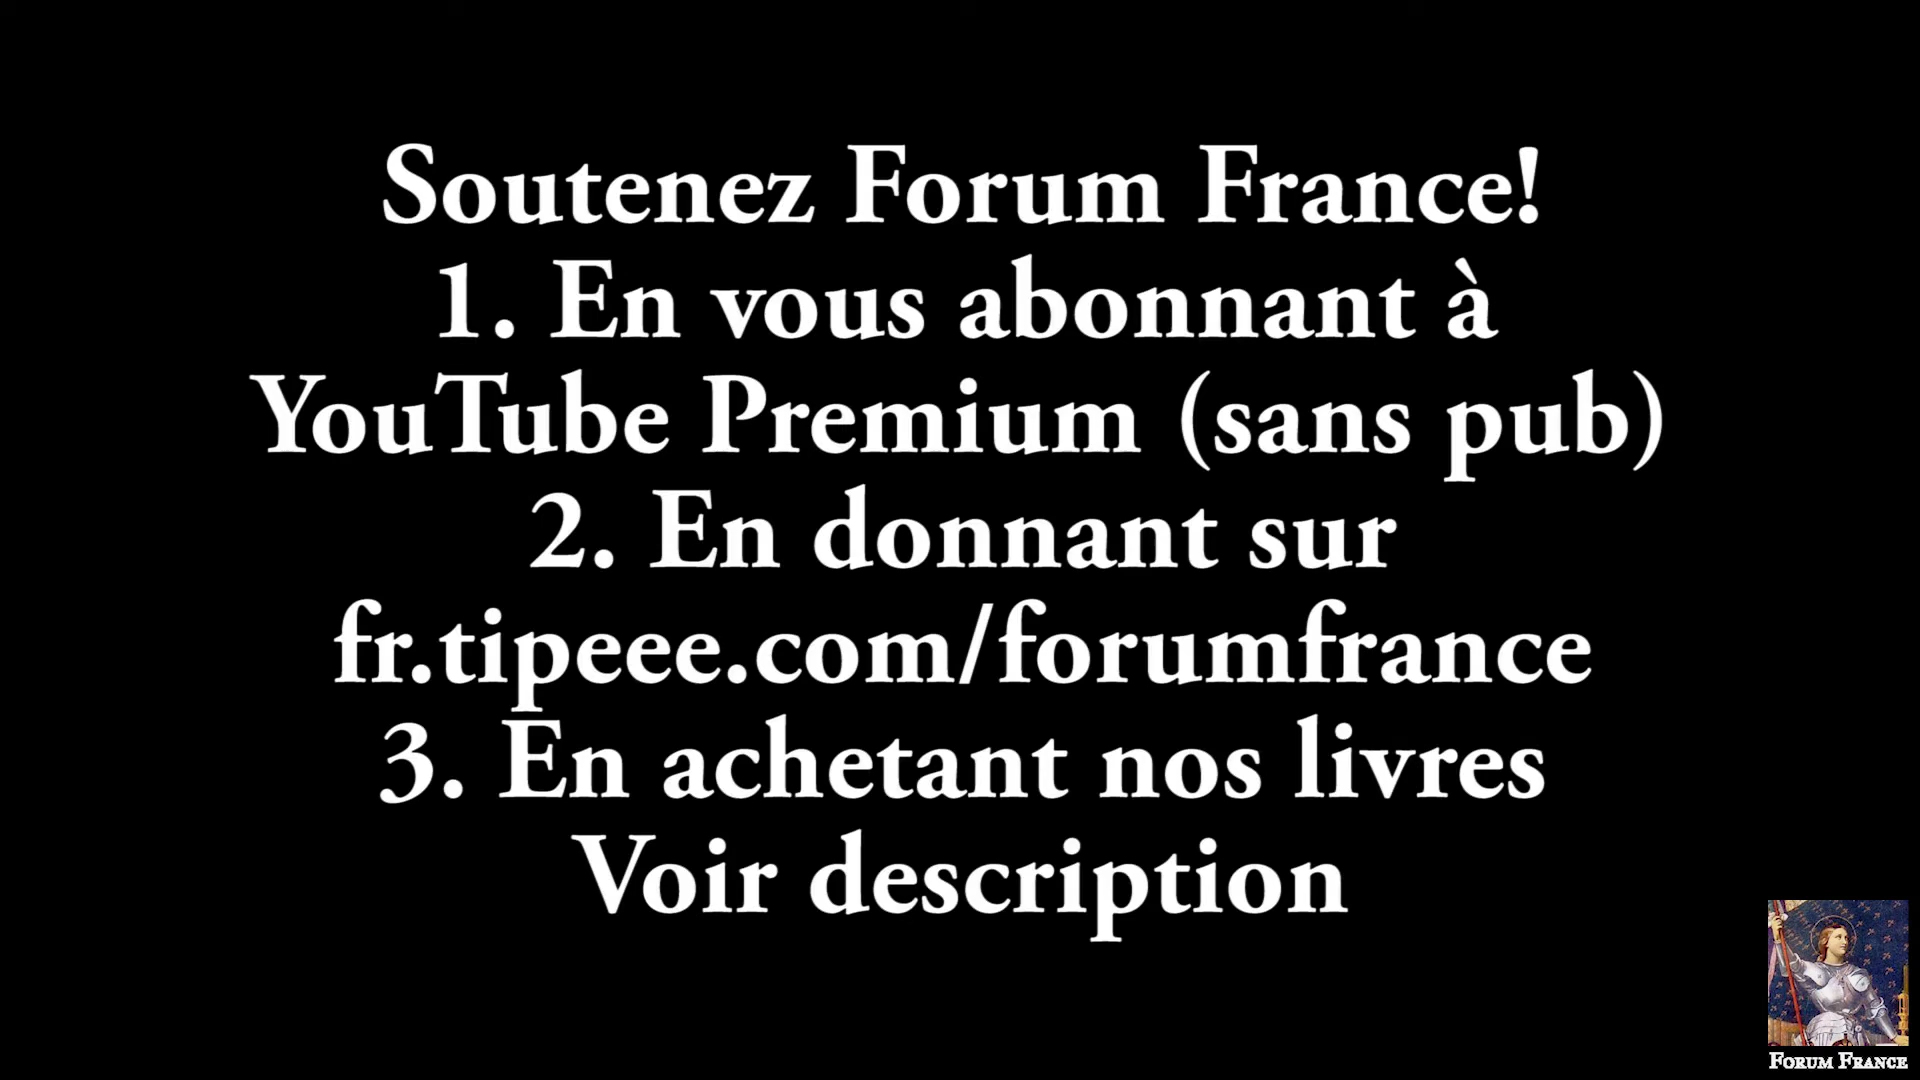 Soutenez Forum France!
1. En vous abonnant à
YouTube Premium (sans pub)
2. En donnant sur
fr.tipeee.com/forumfrance
3. En achetant nos livres
Voir description
Forum France